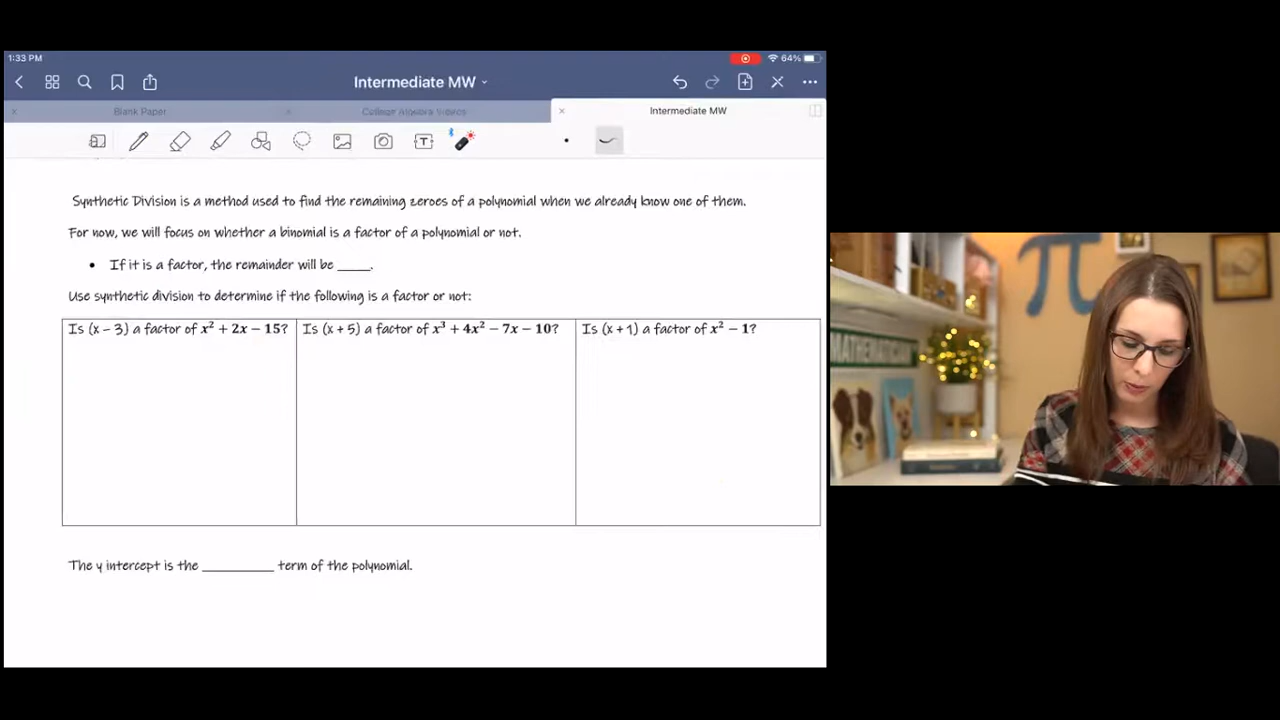 1:33 PM
64%
Intermediate MW
Blank Paper
College Algebra Videos
Intermediate MW
T
Synthetic Division is a method used to find the remaining zeroes of a polynomial when we already know one of them.
For now, we will focus on whether a binomial is a factor of a polynomial or not.
• If it is a factor, the remainder will be _____.
Use synthetic division to determine if the following is a factor or not:
Is (x – 3) a factor of x² + 2x − 15?
Is (x + 5) a factor of x³ + 4x² − 7x − 10?
Is (x + 1) a factor of x² − 1?
The y intercept is the __________ term of the polynomial.
MATHEMATICIAN